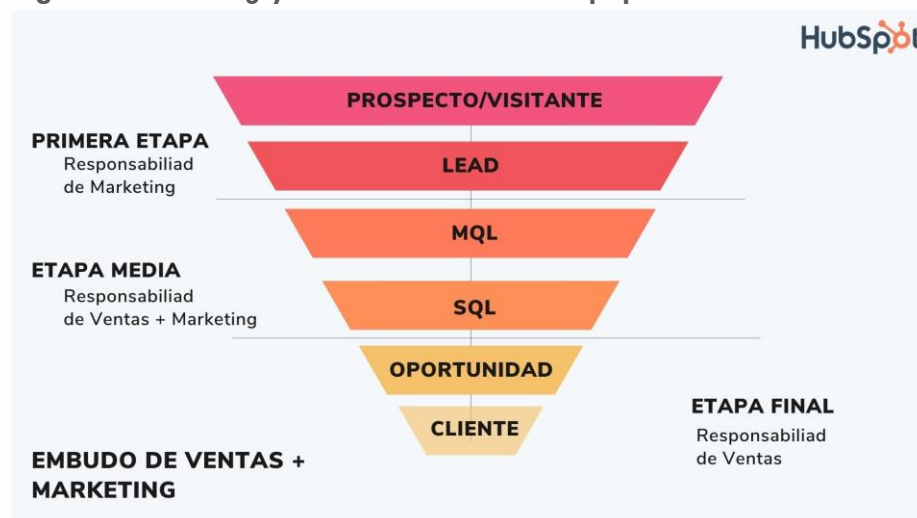 HubSpot
PROSPECTO/VISITANTE
PRIMERA ETAPA
Responsabiliad
de Marketing
LEAD
MQL
ETAPA MEDIA
Responsabiliad
de Ventas + Marketing
SQL
OPORTUNIDAD
CLIENTE
ETAPA FINAL
Responsabiliad
de Ventas
EMBUDO DE VENTAS +
MARKETING